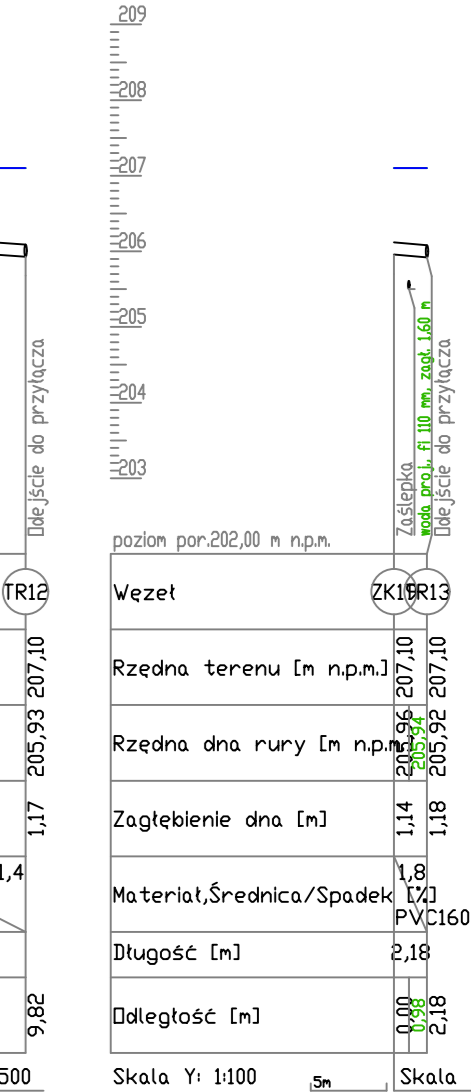 209
208
207
206
205
204
203
Odejście do przyłącza
Zaślepka
woda proj., fi 110 mm, zagł. 1,60 m
Odejście do przyłącza
poziom por.202,00 m n.p.m.
TR12
Węzeł
TR13
Rzędna terenu [m n.p.m.]
207,10
207,10
207,10
Rzędna dna rury [m n.p.m.]
205,93
205,96
205,94
205,92
Zagłębienie dna [m]
1,17
1,14
1,18
1,4
Materiał,Średnica/Spadek [%]
1,8
PVC160
Długość [m]
2,18
Odległość [m]
9,82
0,00
0,98
2,18
500
Skala Y: 1:100
5m
Skala